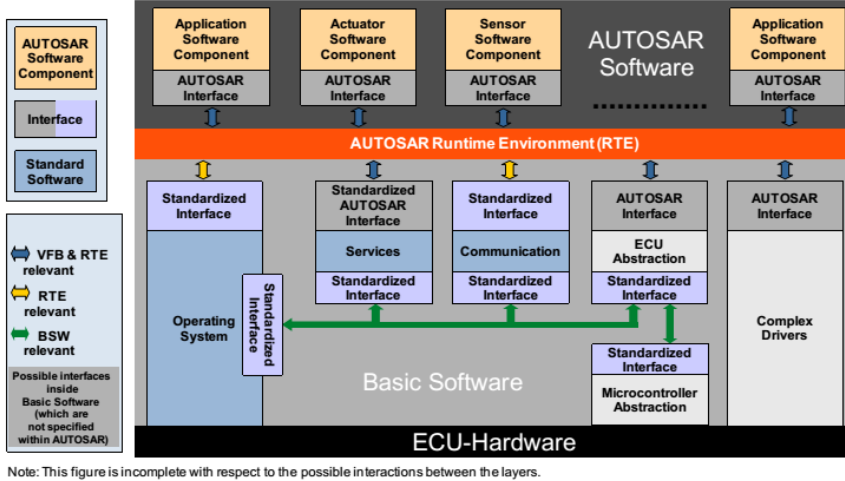 AUTOSAR
Software
Component
Interface
Standard
Software
VFB & RTE
relevant
RTE
relevant
BSW
relevant
Possible interfaces
inside
Basic Software
(which are
not specified
within AUTOSAR)
Application
Software
Component
AUTOSAR
Interface
Actuator
Software
Component
AUTOSAR
Interface
Sensor
Software
Component
AUTOSAR
Interface
AUTOSAR
Software
Application
Software
Component
AUTOSAR
Interface
AUTOSAR Runtime Environment (RTE)
Standardized
Interface
Operating
System
Standardized
Interface
Standardized
AUTOSAR
Interface
Services
Standardized
Interface
Standardized
Interface
Communication
Standardized
Interface
AUTOSAR
Interface
ECU
Abstraction
Standardized
Interface
Standardized
Interface
Microcontroller
Abstraction
AUTOSAR
Interface
Complex
Drivers
Basic Software
ECU-Hardware
Note: This figure is incomplete with respect to the possible interactions between the layers.